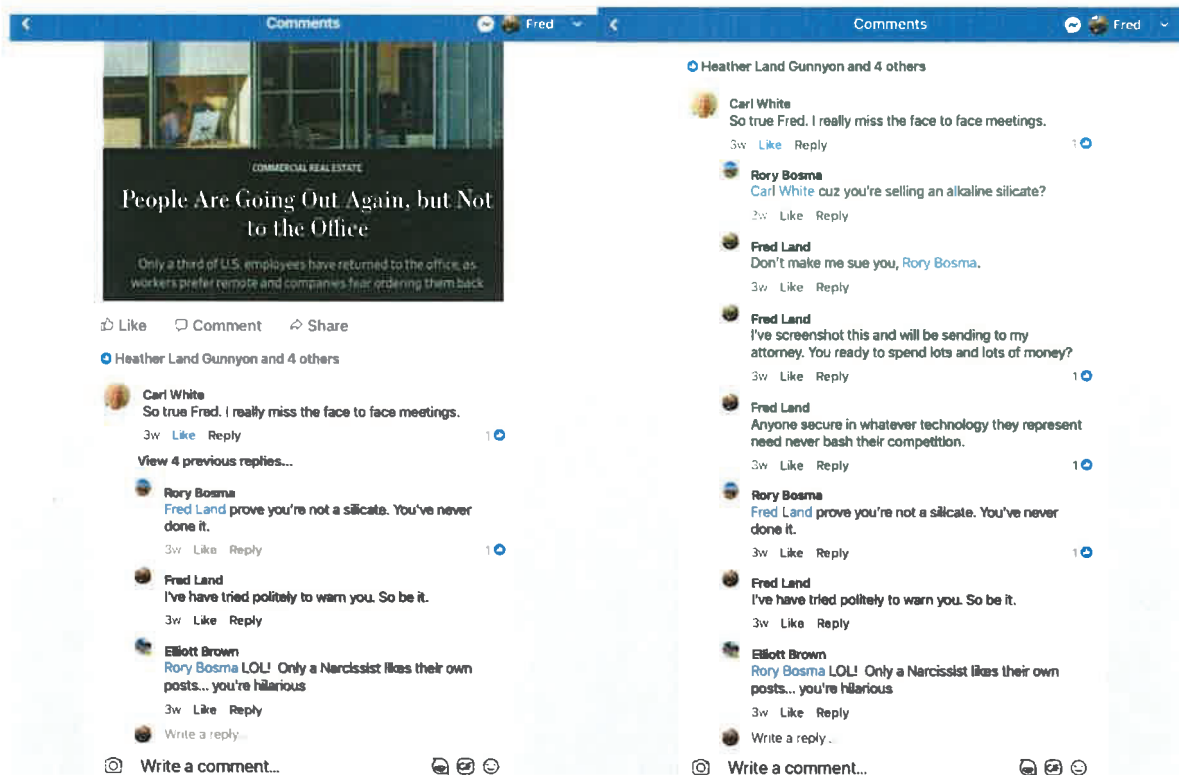 Comments
Fred
COMMERCIAL REAL ESTATE
People Are Going Out Again, but Not
to the Office
Only a third of U.S. employees have returned to the office, as
workers prefer remote and companies fear ordering them back
Like Comment Share
Heather Land Gunnyon and 4 others
Carl White
So true Fred. I really miss the face to face meetings.
3w Like Reply 1
View 4 previous replies...
Rory Bosma
Fred Land prove you're not a silicate. You've never
done it.
3w Like Reply 1
Fred Land
I've have tried politely to warn you. So be it.
3w Like Reply
Elliott Brown
Rory Bosma LOL! Only a Narcissist likes their own
posts... you're hilarious
3w Like Reply
Write a reply...
Write a comment...
Comments
Fred
Heather Land Gunnyon and 4 others
Carl White
So true Fred. I really miss the face to face meetings.
3w Like Reply 1
Rory Bosma
Carl White cuz you're selling an alkaline silicate?
3w Like Reply
Fred Land
Don't make me sue you, Rory Bosma.
3w Like Reply
Fred Land
I've screenshot this and will be sending to my
attorney. You ready to spend lots and lots of money?
3w Like Reply 1
Fred Land
Anyone secure in whatever technology they represent
need never bash their competition.
3w Like Reply 1
Rory Bosma
Fred Land prove you're not a silicate. You've never
done it.
3w Like Reply 1
Fred Land
I've have tried politely to warn you. So be it.
3w Like Reply
Elliott Brown
Rory Bosma LOL! Only a Narcissist likes their own
posts... you're hilarious
3w Like Reply
Write a reply...
Write a comment...